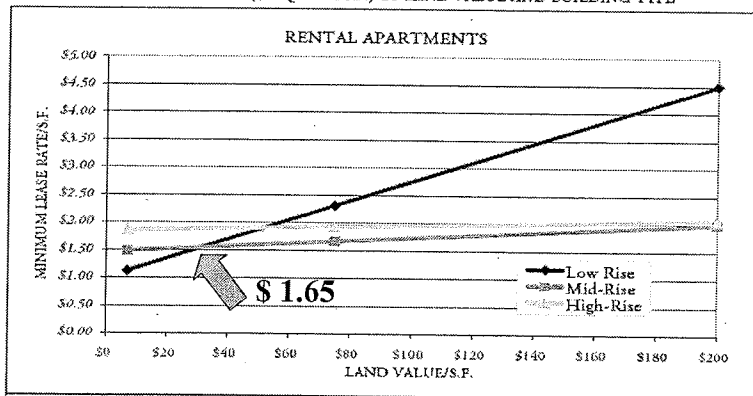 RENTAL APARTMENTS
MINIMUM LEASE RATE/S.F.
$5.00
$4.50
$4.00
$3.50
$3.00
$2.50
$2.00
$1.50
$1.00
$0.50
$0.00
$ 1.65
Low Rise
Mid-Rise
High-Rise
$0 $20 $40 $60 $80 $100 $120 $140 $160 $180 $200
LAND VALUE/S.F.